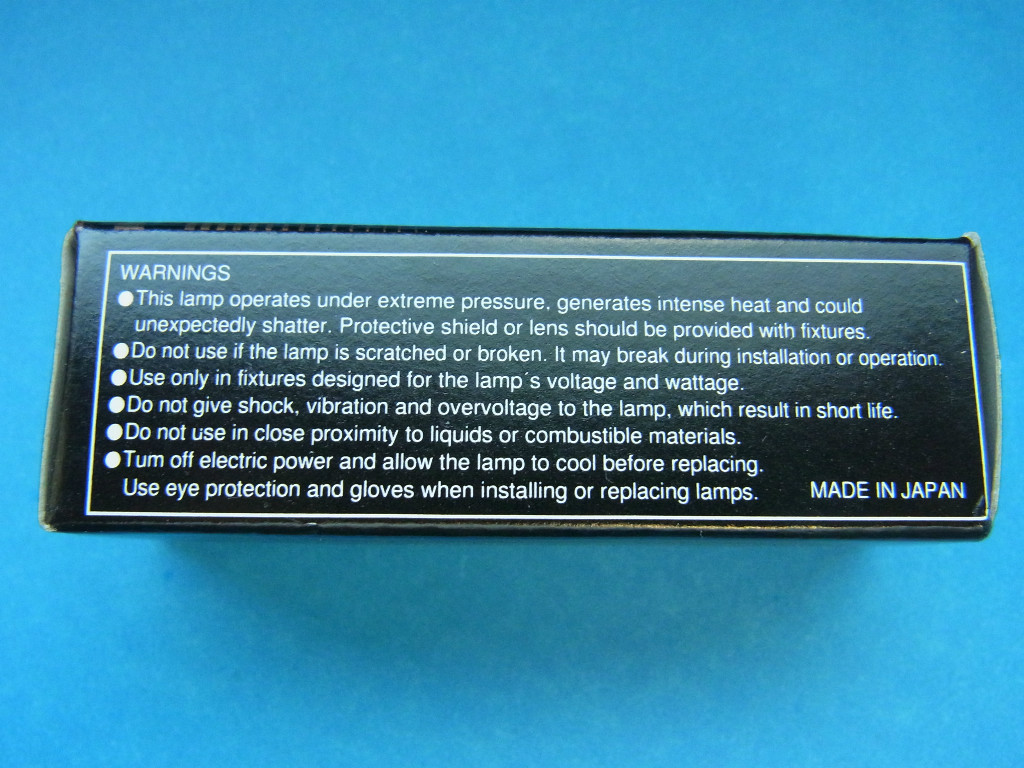 WARNINGS
●This lamp operates under extreme pressure. generates intense heat and could
unexpectedly shatter. Protective shield or lens should be provided with fixtures.
●Do not use if the lamp is scratched or broken. It may break during installation or operation.
●Use only in fixtures designed for the lamp's voltage and wattage.
●Do not give shock, vibration and overvoltage to the lamp, which result in short life.
●Do not use in close proximity to liquids or combustible materials.
●Turn off electric power and allow the lamp to cool before replacing.
Use eye protection and gloves when installing or replacing lamps. MADE IN JAPAN